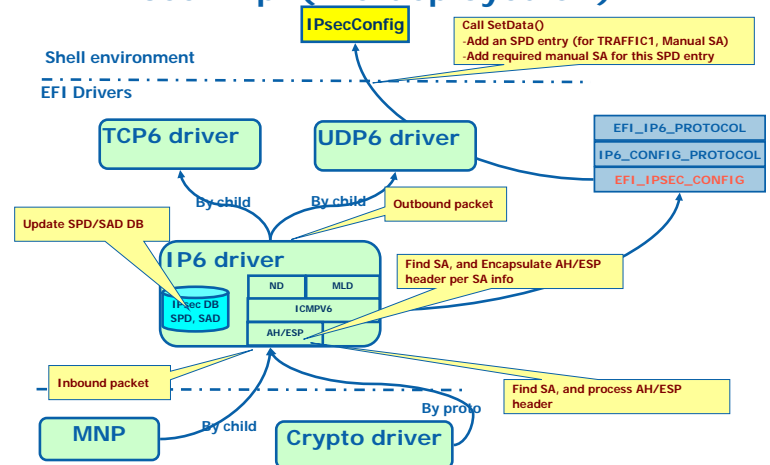 IPsecConfig
Call SetData()
-Add an SPD entry (for TRAFFIC1, Manual SA)
-Add required manual SA for this SPD entry
Shell environment
EFI Drivers
TCP6 driver
UDP6 driver
EFI_IP6_PROTOCOL
IP6_CONFIG_PROTOCOL
EFI_IPSEC_CONFIG
By child
By child
Outbound packet
Update SPD/SAD DB
IP6 driver
ND
MLD
ICMPV6
AH/ESP
IPsec DB
SPD, SAD
Find SA, and Encapsulate AH/ESP
header per SA info
Inbound packet
Find SA, and process AH/ESP
header
By proto
By child
MNP
Crypto driver